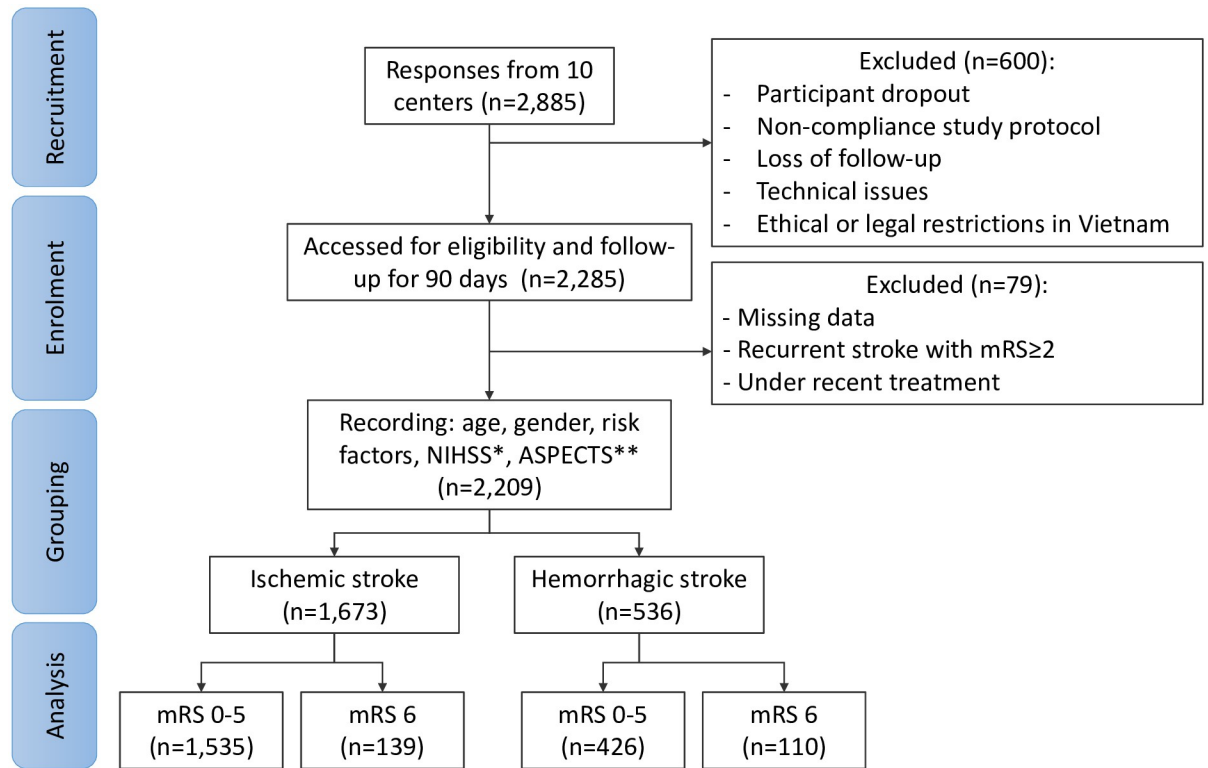 Recruitment
Responses from 10
centers (n=2,885)
Excluded (n=600):
- Participant dropout
- Non-compliance study protocol
- Loss of follow-up
- Technical issues
- Ethical or legal restrictions in Vietnam
Enrolment
Accessed for eligibility and follow-
up for 90 days (n=2,285)
Excluded (n=79):
- Missing data
- Recurrent stroke with mRS≥2
- Under recent treatment
Grouping
Recording: age, gender, risk
factors, NIHSS*, ASPECTS**
(n=2,209)
Ischemic stroke
(n=1,673)
Hemorrhagic stroke
(n=536)
Analysis
mRS 0-5
(n=1,535)
mRS 6
(n=139)
mRS 0-5
(n=426)
mRS 6
(n=110)